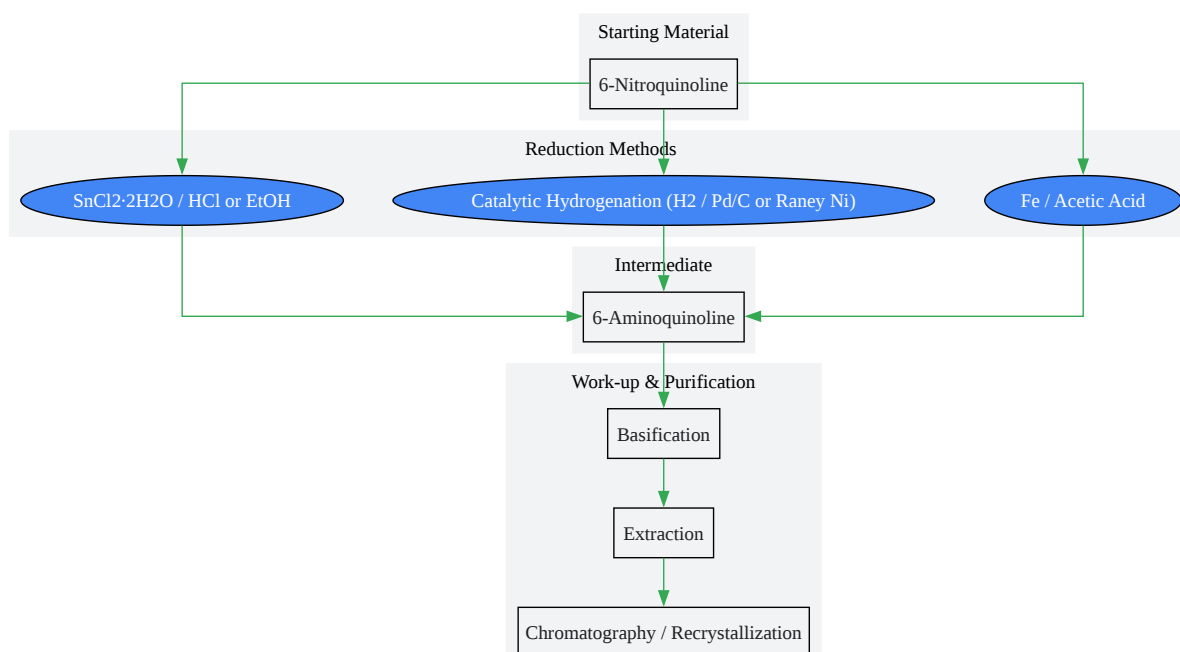 Starting Material
6-Nitroquinoline
Reduction Methods
SnCl2·2H2O / HCl or EtOH
Catalytic Hydrogenation (H2 / Pd/C or Raney Ni)
Fe / Acetic Acid
Intermediate
6-Aminoquinoline
Work-up & Purification
Basification
Extraction
Chromatography / Recrystallization